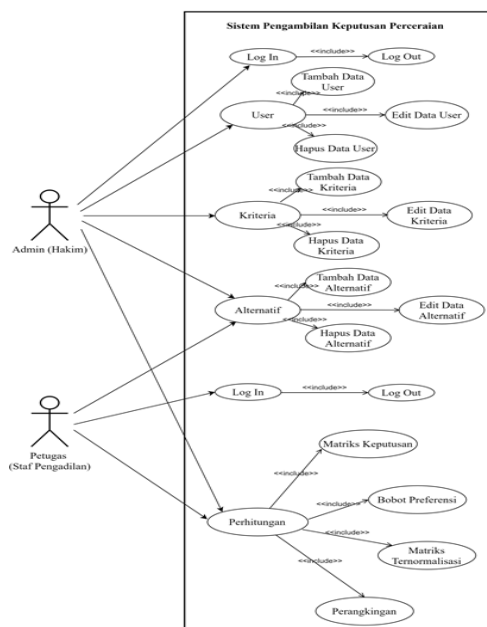 Sistem Pengambilan Keputusan Perceraian
Log In
<<include>>
Log Out
Tambah Data
User
<<include>>
User
<<include>>
Edit Data User
<<include>>
Hapus Data User
Tambah Data
Kriteria
<<include>>
Kriteria
<<include>>
Edit Data
Kriteria
<<include>>
Hapus Data
Kriteria
Admin (Hakim)
Tambah Data
Alternatif
<<include>>
Alternatif
<<include>>
Edit Data
Alternatif
<<include>>
Hapus Data
Alternatif
Log In
<<include>>
Log Out
Petugas
(Staf Pengadilan)
Matriks Keputusan
<<include>>
Perhitungan
<<include>>
Bobot Preferensi
<<include>>
Matriks
Ternormalisasi
<<include>>
Perangkingan